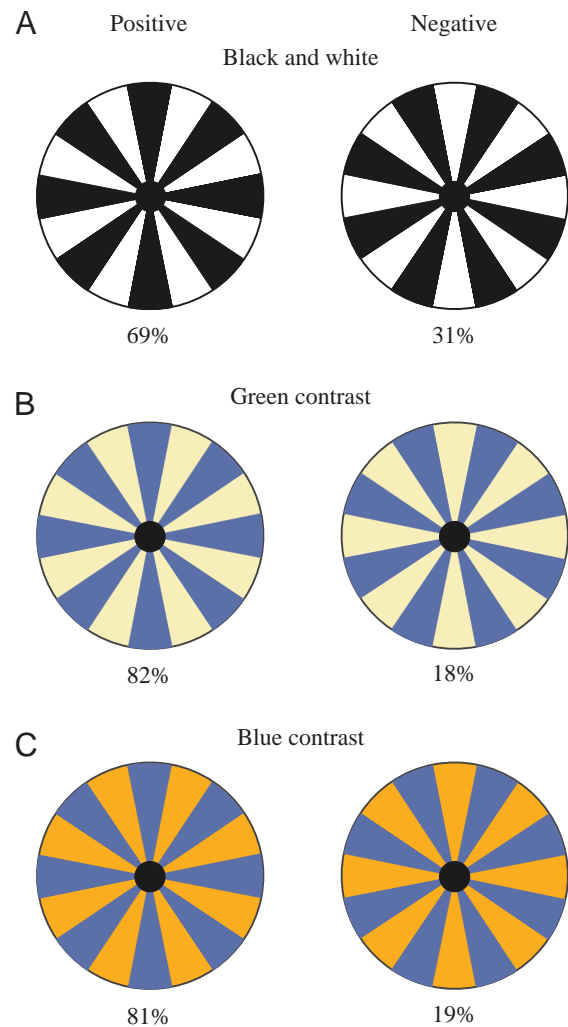 A
Positive Negative
Black and white
69% 31%
B
Green contrast
82% 18%
C
Blue contrast
81% 19%